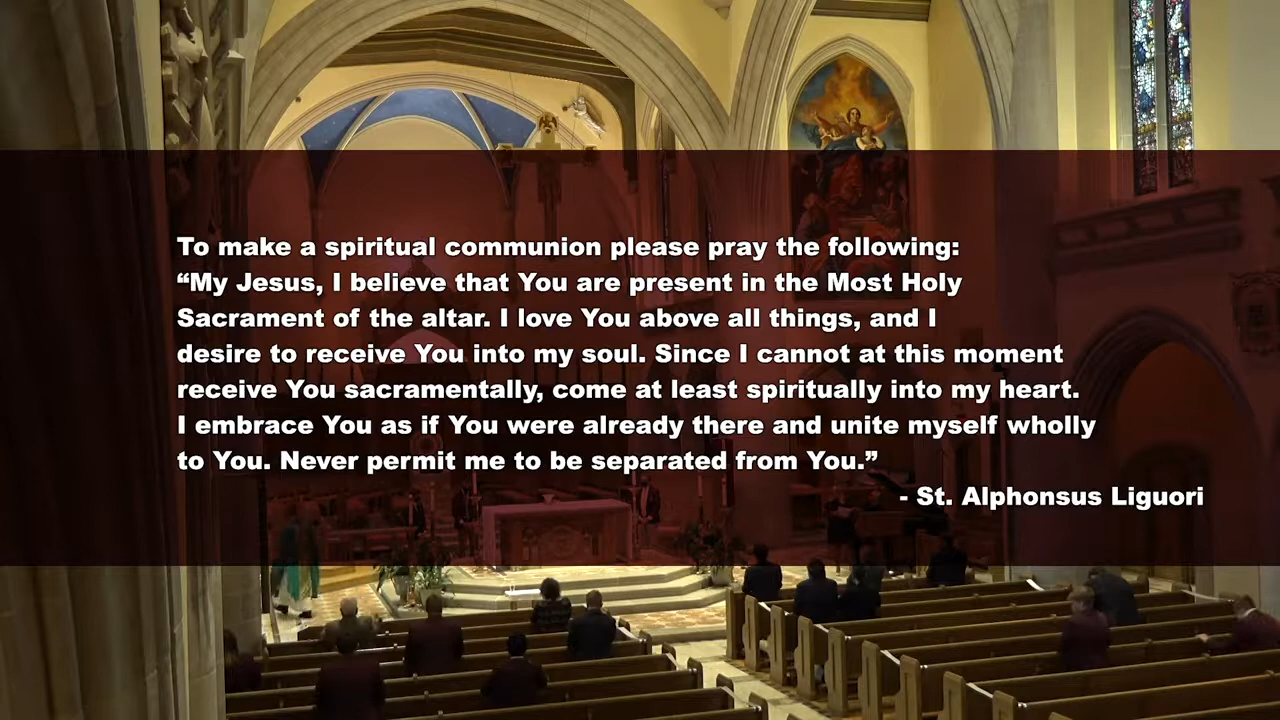 To make a spiritual communion please pray the following:
“My Jesus, I believe that You are present in the Most Holy
Sacrament of the altar. I love You above all things, and I
desire to receive You into my soul. Since I cannot at this moment
receive You sacramentally, come at least spiritually into my heart.
I embrace You as if You were already there and unite myself wholly
to You. Never permit me to be separated from You.”
- St. Alphonsus Liguori